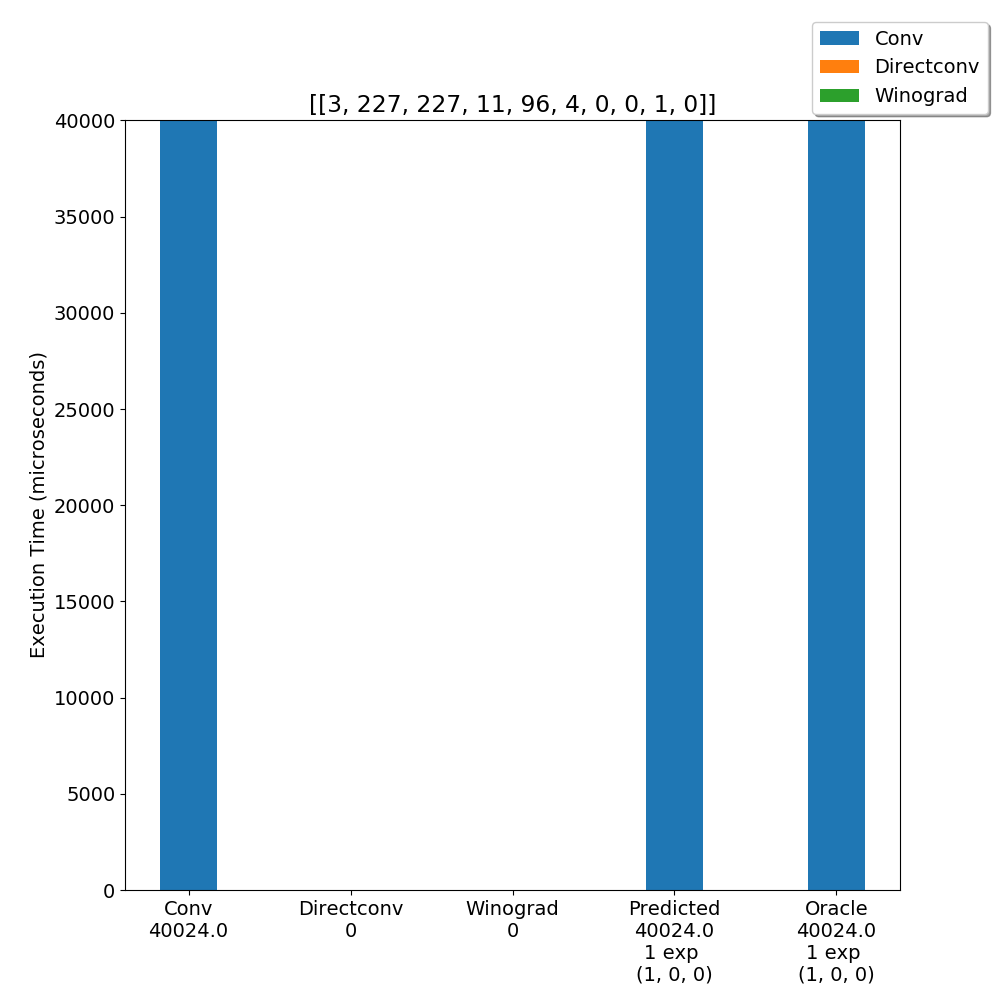 Conv
Directconv
Winograd
[[3, 227, 227, 11, 96, 4, 0, 0, 1, 0]]
Execution Time (microseconds)
40000
35000
30000
25000
20000
15000
10000
5000
0
Conv
40024.0
Directconv
0
Winograd
0
Predicted
40024.0
1 exp
(1, 0, 0)
Oracle
40024.0
1 exp
(1, 0, 0)